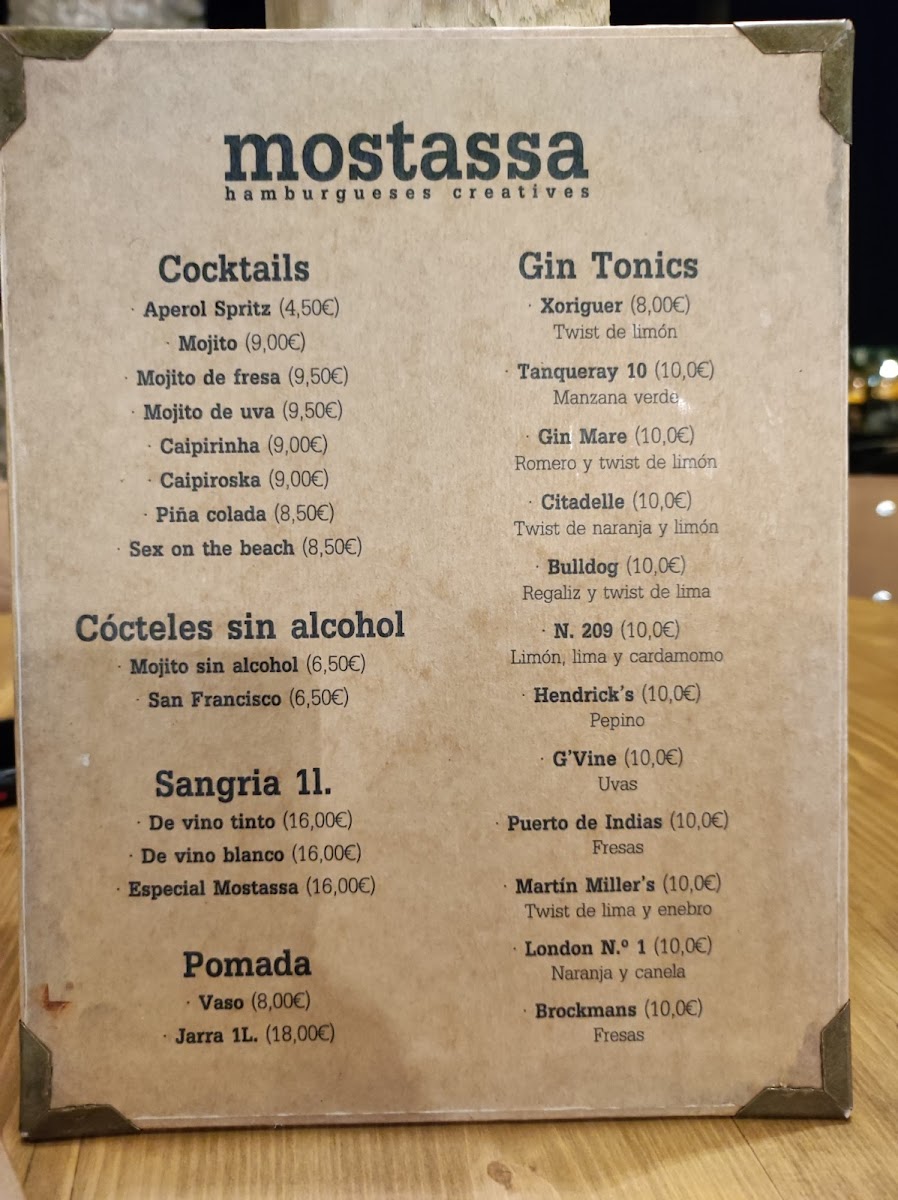 mostassa
hamburgueses creatives
Cocktails
· Aperol Spritz (4,50€)
· Mojito (9,00€)
· Mojito de fresa (9,50€)
· Mojito de uva (9,50€)
· Caipirinha (9,00€)
· Caipiroska (9,00€)
· Piña colada (8,50€)
· Sex on the beach (8,50€)
Cócteles sin alcohol
· Mojito sin alcohol (6,50€)
· San Francisco (6,50€)
Sangria 1l.
· De vino tinto (16,00€)
· De vino blanco (16,00€)
· Especial Mostassa (16,00€)
Pomada
· Vaso (8,00€)
· Jarra 1L. (18,00€)
Gin Tonics
· Xoriguer (8,00€)
Twist de limón
· Tanqueray 10 (10,0€)
Manzana verde
· Gin Mare (10,0€)
Romero y twist de limón
· Citadelle (10,0€)
Twist de naranja y limón
· Bulldog (10,0€)
Regaliz y twist de lima
· N. 209 (10,0€)
Limón, lima y cardamomo
· Hendrick's (10,0€)
Pepino
· G'Vine (10,0€)
Uvas
· Puerto de Indias (10,0€)
Fresas
· Martín Miller's (10,0€)
Twist de lima y enebro
· London N.º 1 (10,0€)
Naranja y canela
· Brockmans (10,0€)
Fresas